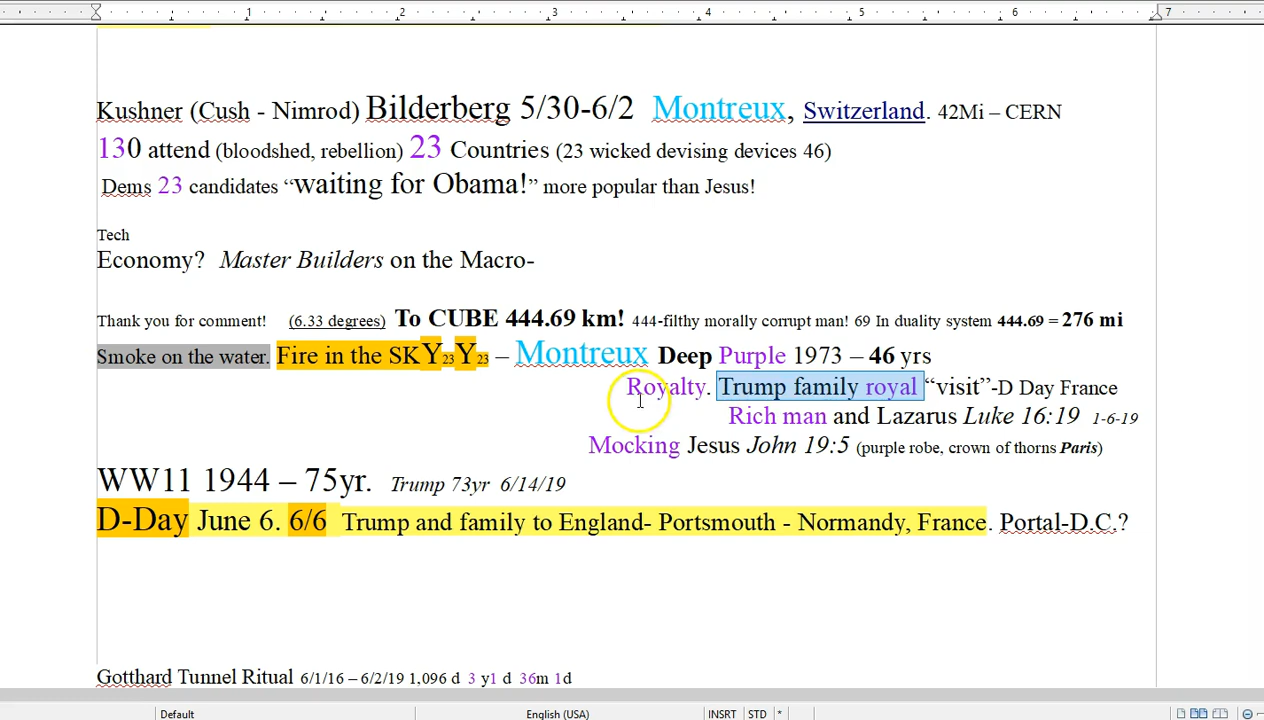 1 2 3 4 5 6 7
Kushner (Cush - Nimrod) Bilderberg 5/30-6/2 Montreux, Switzerland. 42Mi – CERN
130 attend (bloodshed, rebellion) 23 Countries (23 wicked devising devices 46)
Dems 23 candidates “waiting for Obama!” more popular than Jesus!
Tech
Economy? Master Builders on the Macro-
Thank you for comment! (6.33 degrees) To CUBE 444.69 km! 444-filthy morally corrupt man! 69 In duality system 444.69 = 276 mi
Smoke on the water. Fire in the SKY23Y23 – Montreux Deep Purple 1973 – 46 yrs
Royalty. Trump family royal “visit”-D Day France
Rich man and Lazarus Luke 16:19 1-6-19
Mocking Jesus John 19:5 (purple robe, crown of thorns Paris)
WW11 1944 – 75yr. Trump 73yr 6/14/19
D-Day June 6. 6/6 Trump and family to England- Portsmouth - Normandy, France. Portal-D.C.?
Gotthard Tunnel Ritual 6/1/16 – 6/2/19 1,096 d 3 y1 d 36m 1d
Default English (USA) INSRT STD *